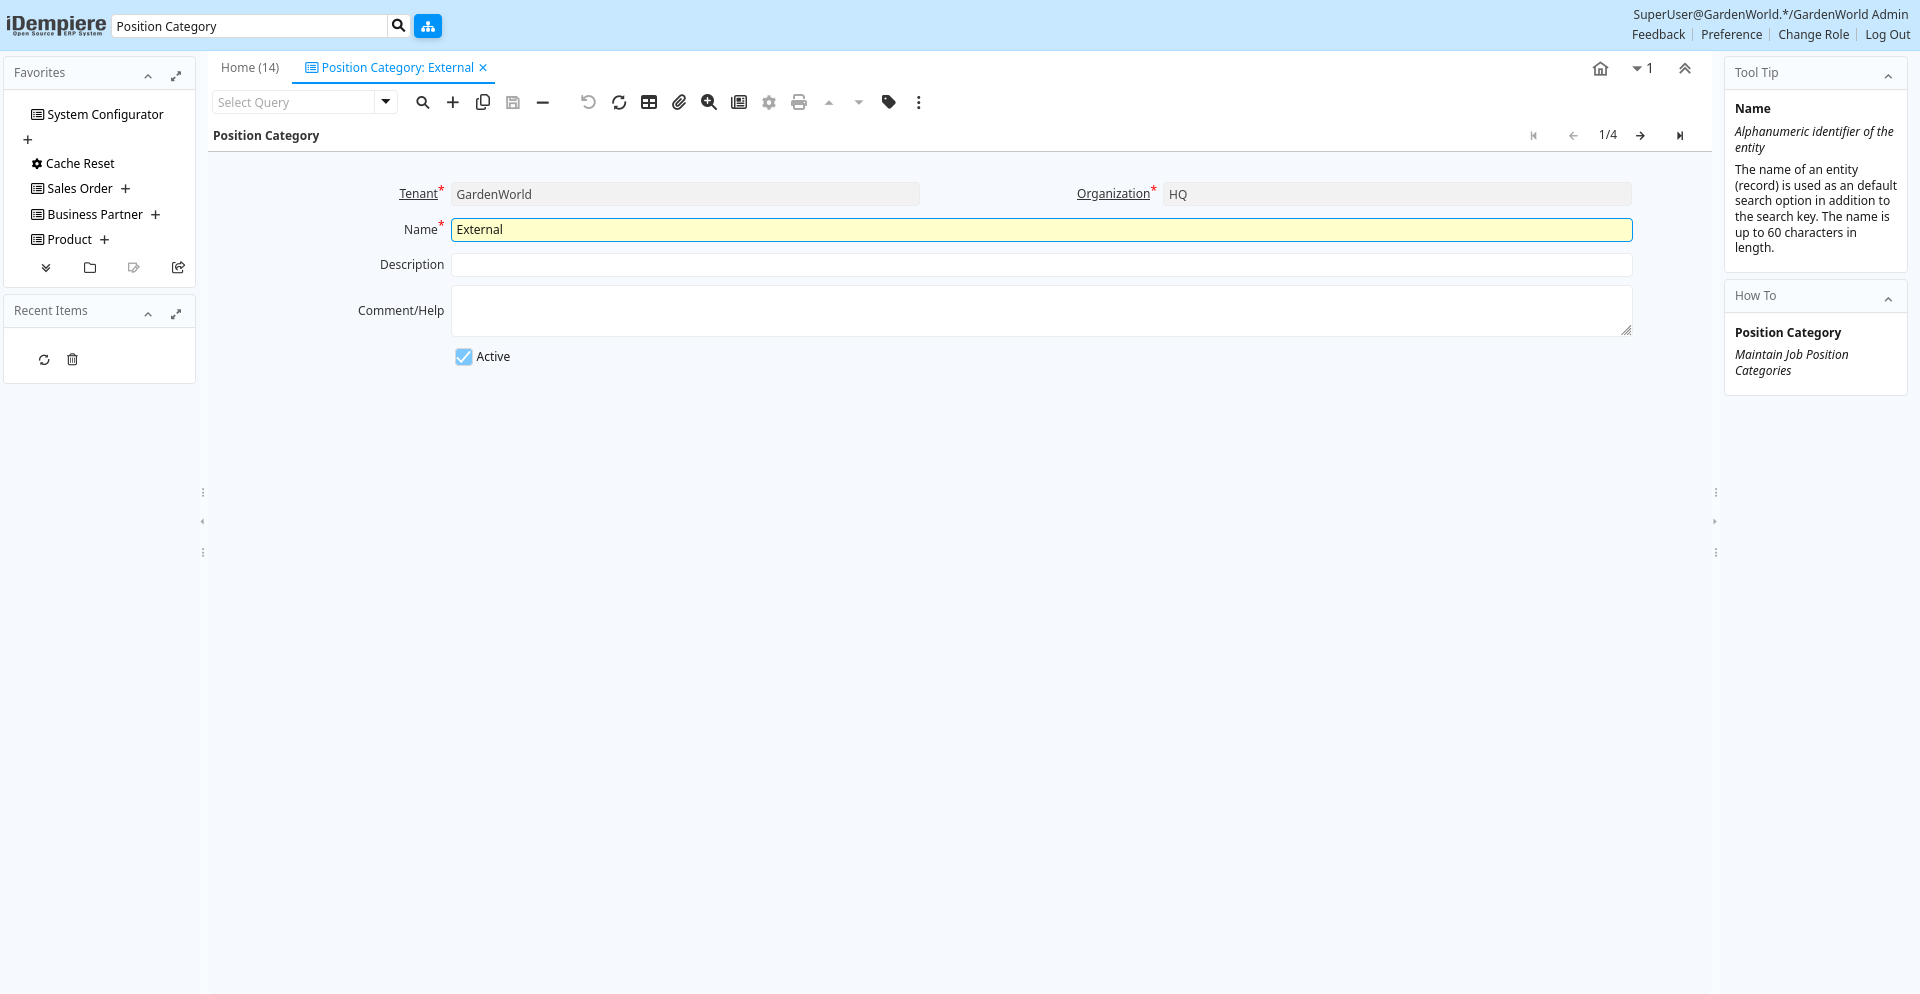 iDempiere
Open Source ERP System
Position Category
SuperUser@GardenWorld.*/GardenWorld Admin
Feedback
Preference
Change Role
Log Out
Favorites
System Configurator
Cache Reset
Sales Order
Business Partner
Product
Recent Items
Home (14)
Position Category: External
1
Select Query
Position Category
1/4
Tenant*
GardenWorld
Organization*
HQ
Name*
External
Description
Comment/Help
Active
Tool Tip
Name
Alphanumeric identifier of the
entity
The name of an entity
(record) is used as an default
search option in addition to
the search key. The name is
up to 60 characters in
length.
How To
Position Category
Maintain Job Position
Categories